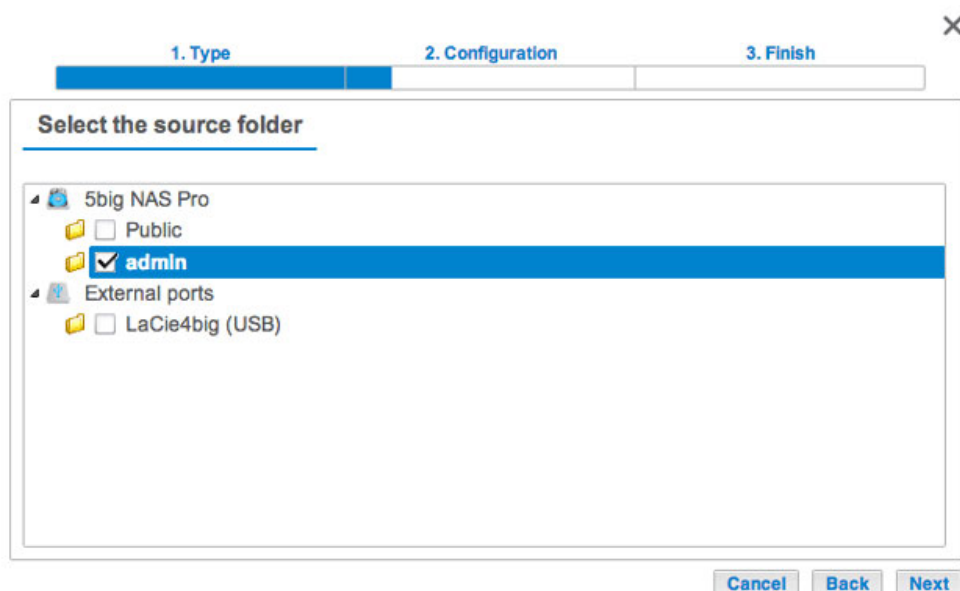 1. Type 2. Configuration 3. Finish
Select the source folder
5big NAS Pro
Public
admin
External ports
LaCie4big (USB)
Cancel Back Next